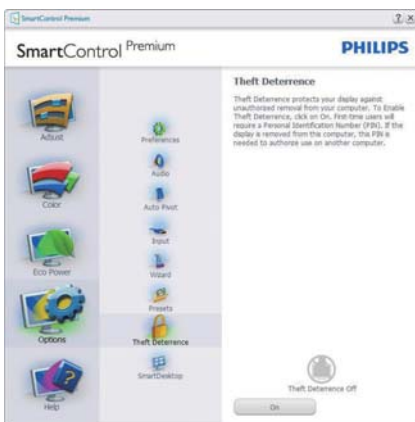 SmartControl Premium
SmartControl Premium
PHILIPS
Adjust
Color
Eco Power
Options
Help
Preferences
Audio
Auto Pivot
Input
Wizard
Presets
Theft Deterrence
SmartDesktop
Theft Deterrence
Theft Deterrence protects your display against
unauthorized removal from your computer. To Enable
Theft Deterrence, click on On. First-time users will
require a Personal Identification Number (PIN). If the
display is removed from this computer, this PIN is
needed to authorize use on another computer.
Theft Deterrence Off
On